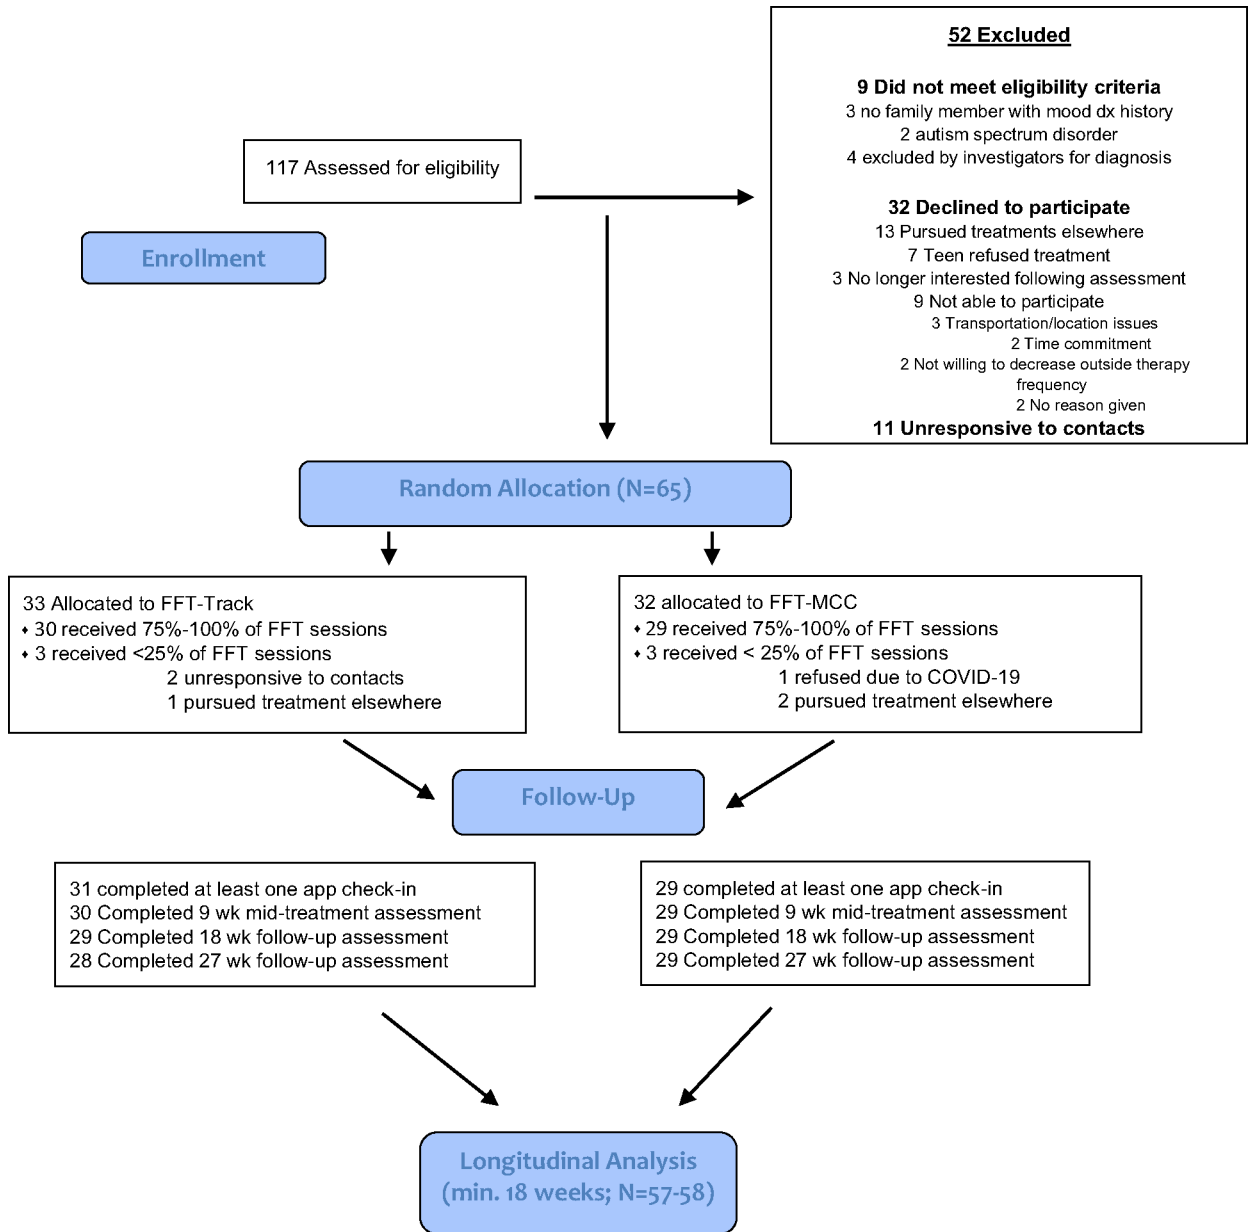 52 Excluded
9 Did not meet eligibility criteria
3 no family member with mood dx history
2 autism spectrum disorder
4 excluded by investigators for diagnosis
32 Declined to participate
13 Pursued treatments elsewhere
7 Teen refused treatment
3 No longer interested following assessment
9 Not able to participate
3 Transportation/location issues
2 Time commitment
2 Not willing to decrease outside therapy
frequency
2 No reason given
11 Unresponsive to contacts
117 Assessed for eligibility
Enrollment
Random Allocation (N=65)
33 Allocated to FFT-Track
⬧ 30 received 75%-100% of FFT sessions
⬧ 3 received <25% of FFT sessions
2 unresponsive to contacts
1 pursued treatment elsewhere
32 allocated to FFT-MCC
⬧ 29 received 75%-100% of FFT sessions
⬧ 3 received < 25% of FFT sessions
1 refused due to COVID-19
2 pursued treatment elsewhere
Follow-Up
31 completed at least one app check-in
30 Completed 9 wk mid-treatment assessment
29 Completed 18 wk follow-up assessment
28 Completed 27 wk follow-up assessment
29 completed at least one app check-in
29 Completed 9 wk mid-treatment assessment
29 Completed 18 wk follow-up assessment
29 Completed 27 wk follow-up assessment
Longitudinal Analysis
(min. 18 weeks; N=57-58)